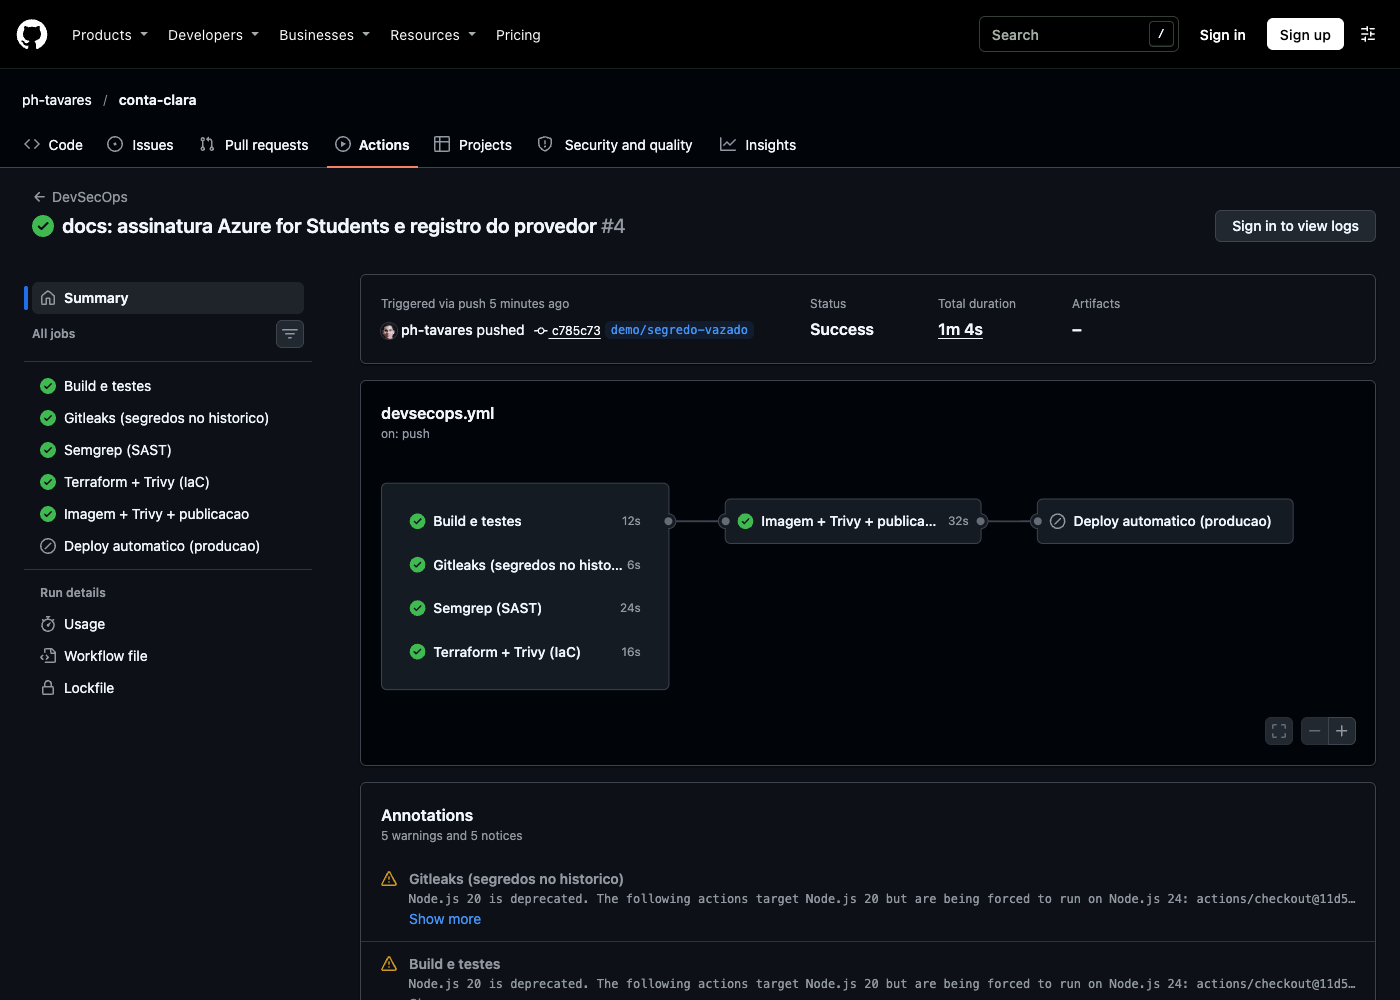 Products Developers Businesses Resources Pricing Search / Sign in Sign up
ph-tavares / conta-clara
Code Issues Pull requests Actions Projects Security and quality Insights
← DevSecOps
docs: assinatura Azure for Students e registro do provedor #4
Sign in to view logs
Summary
All jobs
Build e testes
Gitleaks (segredos no historico)
Semgrep (SAST)
Terraform + Trivy (IaC)
Imagem + Trivy + publicacao
Deploy automatico (producao)
Run details
Usage
Workflow file
Lockfile
Triggered via push 5 minutes ago
ph-tavares pushed c785c73 demo/segredo-vazado
Status
Success
Total duration
1m 4s
Artifacts
–
devsecops.yml
on: push
Build e testes 12s
Gitleaks (segredos no histo... 6s
Semgrep (SAST) 24s
Terraform + Trivy (IaC) 16s
Imagem + Trivy + publica... 32s
Deploy automatico (producao)
Annotations
5 warnings and 5 notices
Gitleaks (segredos no historico)
Node.js 20 is deprecated. The following actions target Node.js 20 but are being forced to run on Node.js 24: actions/checkout@11d5…
Show more
Build e testes
Node.js 20 is deprecated. The following actions target Node.js 20 but are being forced to run on Node.js 24: actions/checkout@11d5…